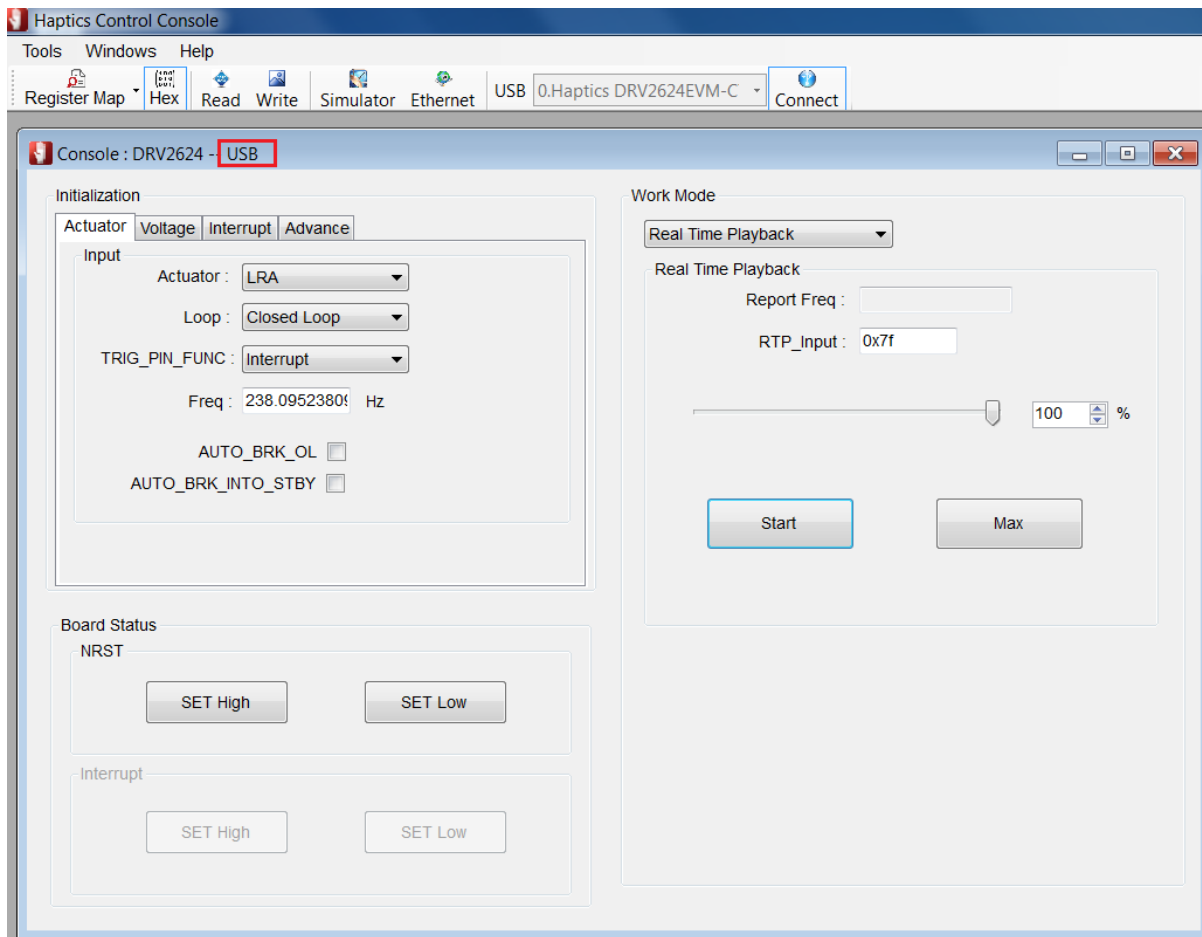 Haptics Control Console
Tools Windows Help
Register Map Hex Read Write Simulator Ethernet USB 0.Haptics DRV2624EVM-C Connect
Console : DRV2624 -- USB
Initialization
Actuator Voltage Interrupt Advance
Input
Actuator : LRA
Loop : Closed Loop
TRIG_PIN_FUNC : Interrupt
Freq : 238.09523809 Hz
AUTO_BRK_OL
AUTO_BRK_INTO_STBY
Board Status
NRST
SET High SET Low
Interrupt
SET High SET Low
Work Mode
Real Time Playback
Real Time Playback
Report Freq :
RTP_Input : 0x7f
100 %
Start Max